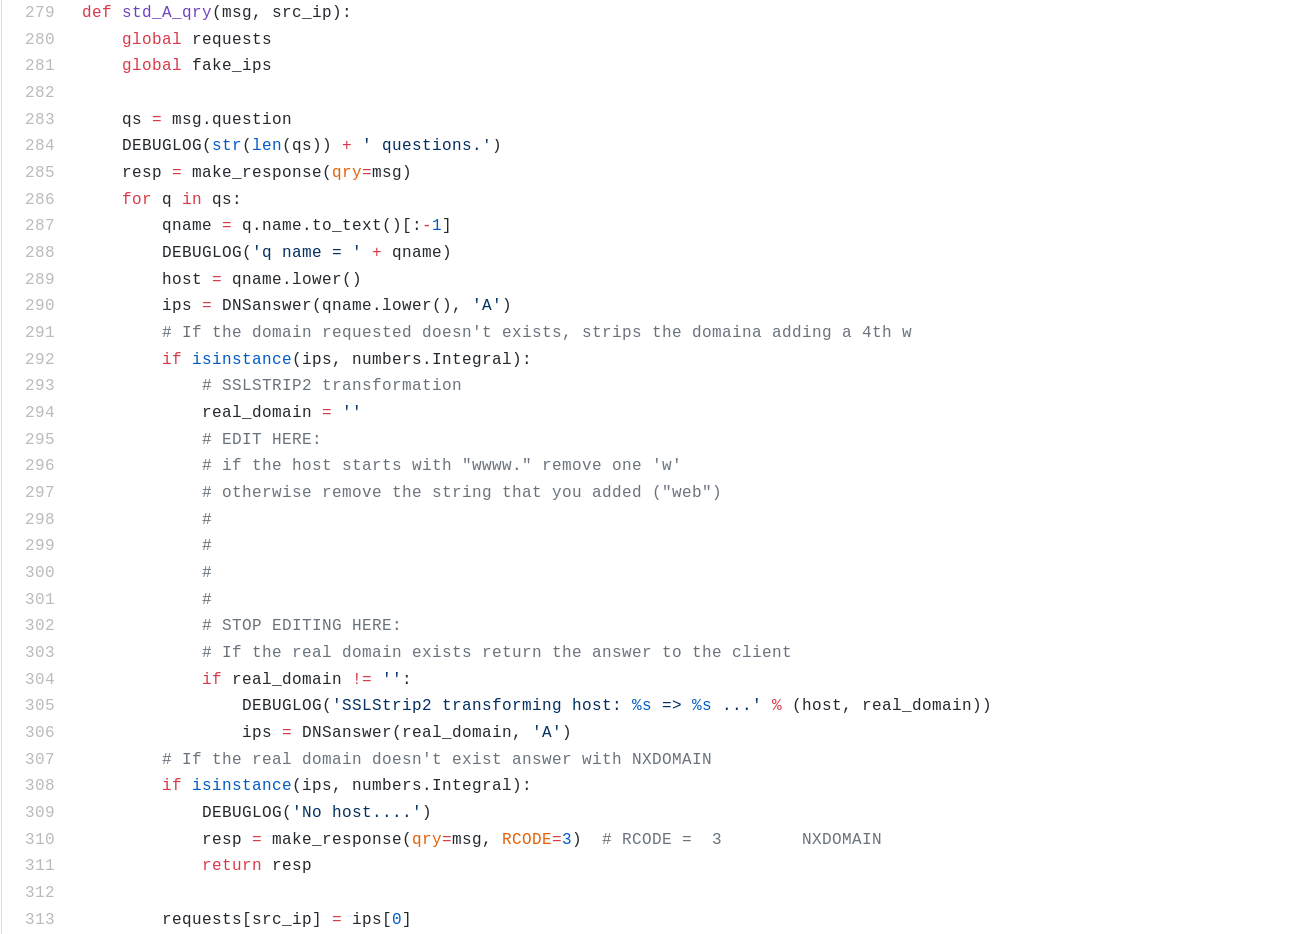 279 def std_A_qry(msg, src_ip):
280     global requests
281     global fake_ips
282
283     qs = msg.question
284     DEBUGLOG(str(len(qs)) + ' questions.')
285     resp = make_response(qry=msg)
286     for q in qs:
287         qname = q.name.to_text()[:-1]
288         DEBUGLOG('q name = ' + qname)
289         host = qname.lower()
290         ips = DNSanswer(qname.lower(), 'A')
291         # If the domain requested doesn't exists, strips the domaina adding a 4th w
292         if isinstance(ips, numbers.Integral):
293             # SSLSTRIP2 transformation
294             real_domain = ''
295             # EDIT HERE:
296             # if the host starts with "wwww." remove one 'w'
297             # otherwise remove the string that you added ("web")
298             #
299             #
300             #
301             #
302             # STOP EDITING HERE:
303             # If the real domain exists return the answer to the client
304             if real_domain != '':
305                 DEBUGLOG('SSLStrip2 transforming host: %s => %s ...' % (host, real_domain))
306                 ips = DNSanswer(real_domain, 'A')
307         # If the real domain doesn't exist answer with NXDOMAIN
308         if isinstance(ips, numbers.Integral):
309             DEBUGLOG('No host....')
310             resp = make_response(qry=msg, RCODE=3)  # RCODE =  3        NXDOMAIN
311             return resp
312
313         requests[src_ip] = ips[0]